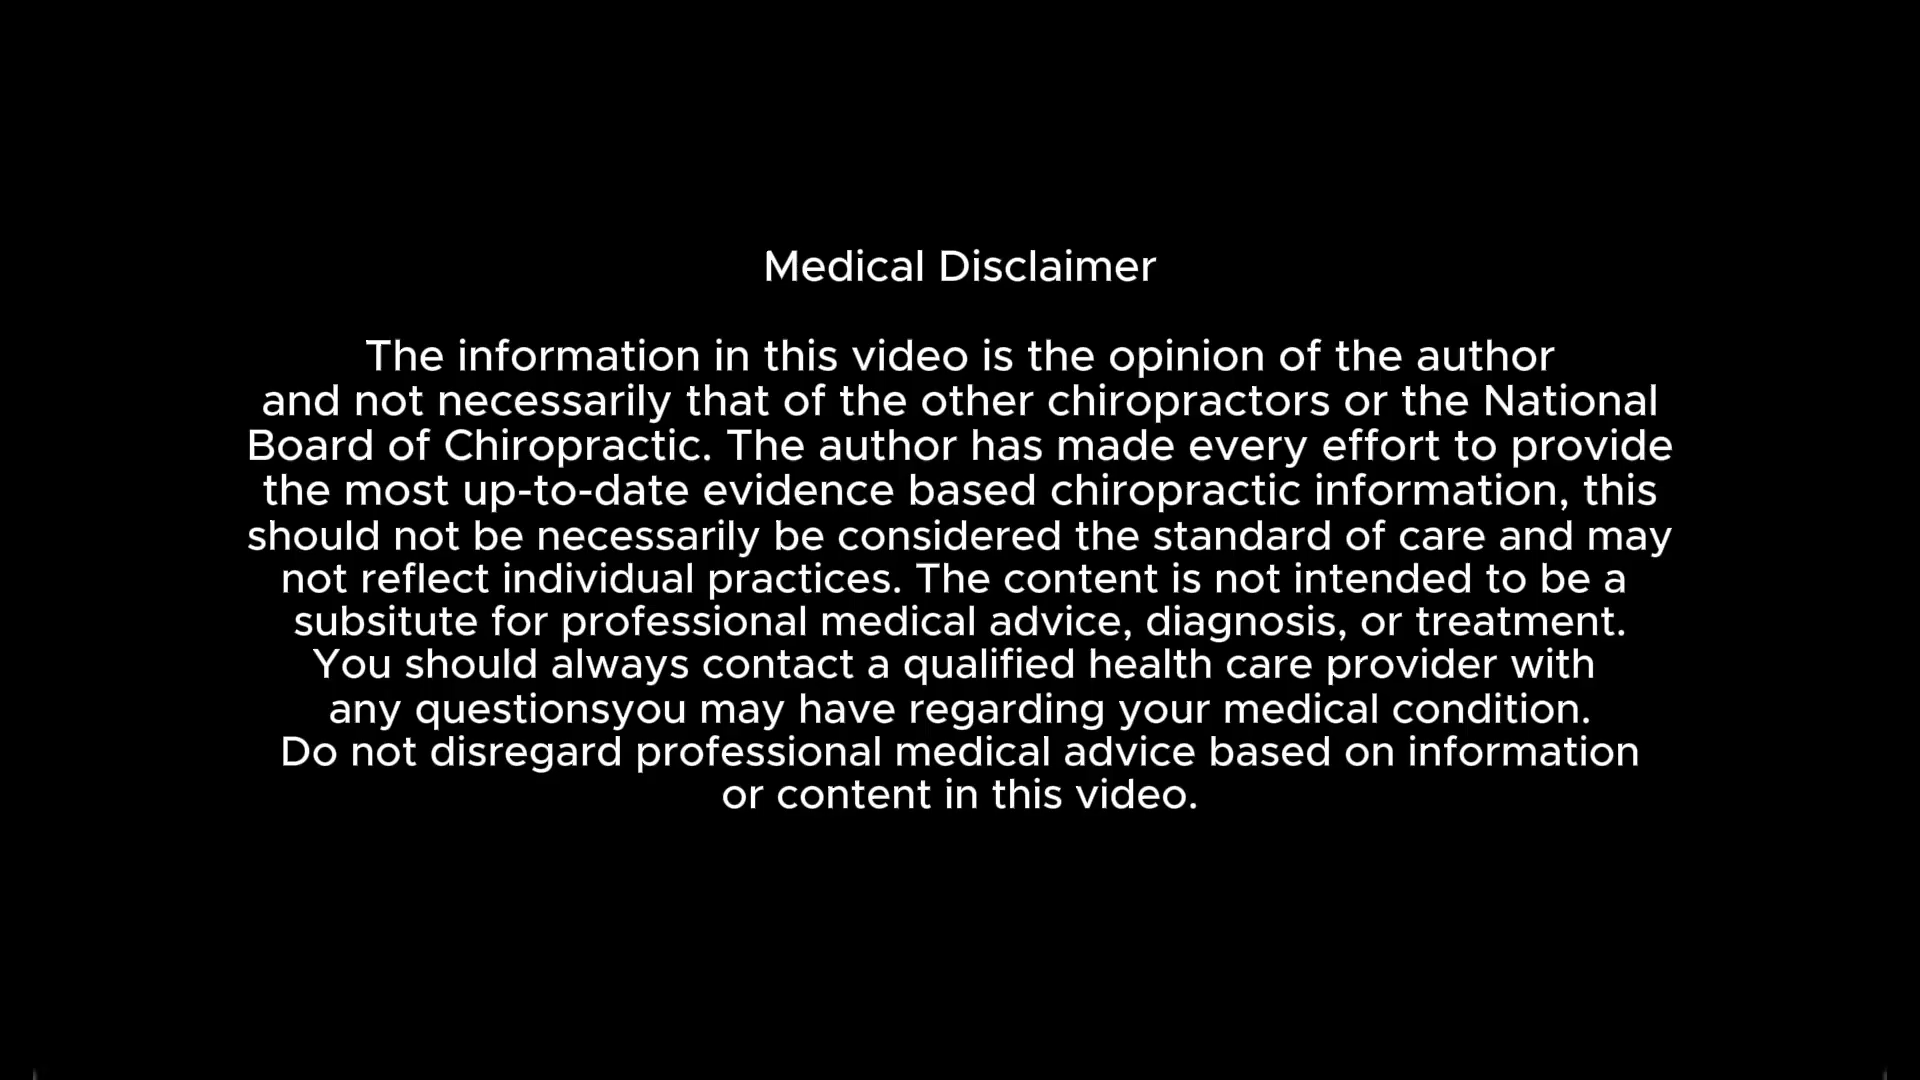 Medical Disclaimer
The information in this video is the opinion of the author
and not necessarily that of the other chiropractors or the National
Board of Chiropractic. The author has made every effort to provide
the most up-to-date evidence based chiropractic information, this
should not be necessarily be considered the standard of care and may
not reflect individual practices. The content is not intended to be a
subsitute for professional medical advice, diagnosis, or treatment.
You should always contact a qualified health care provider with
any questionsyou may have regarding your medical condition.
Do not disregard professional medical advice based on information
or content in this video.